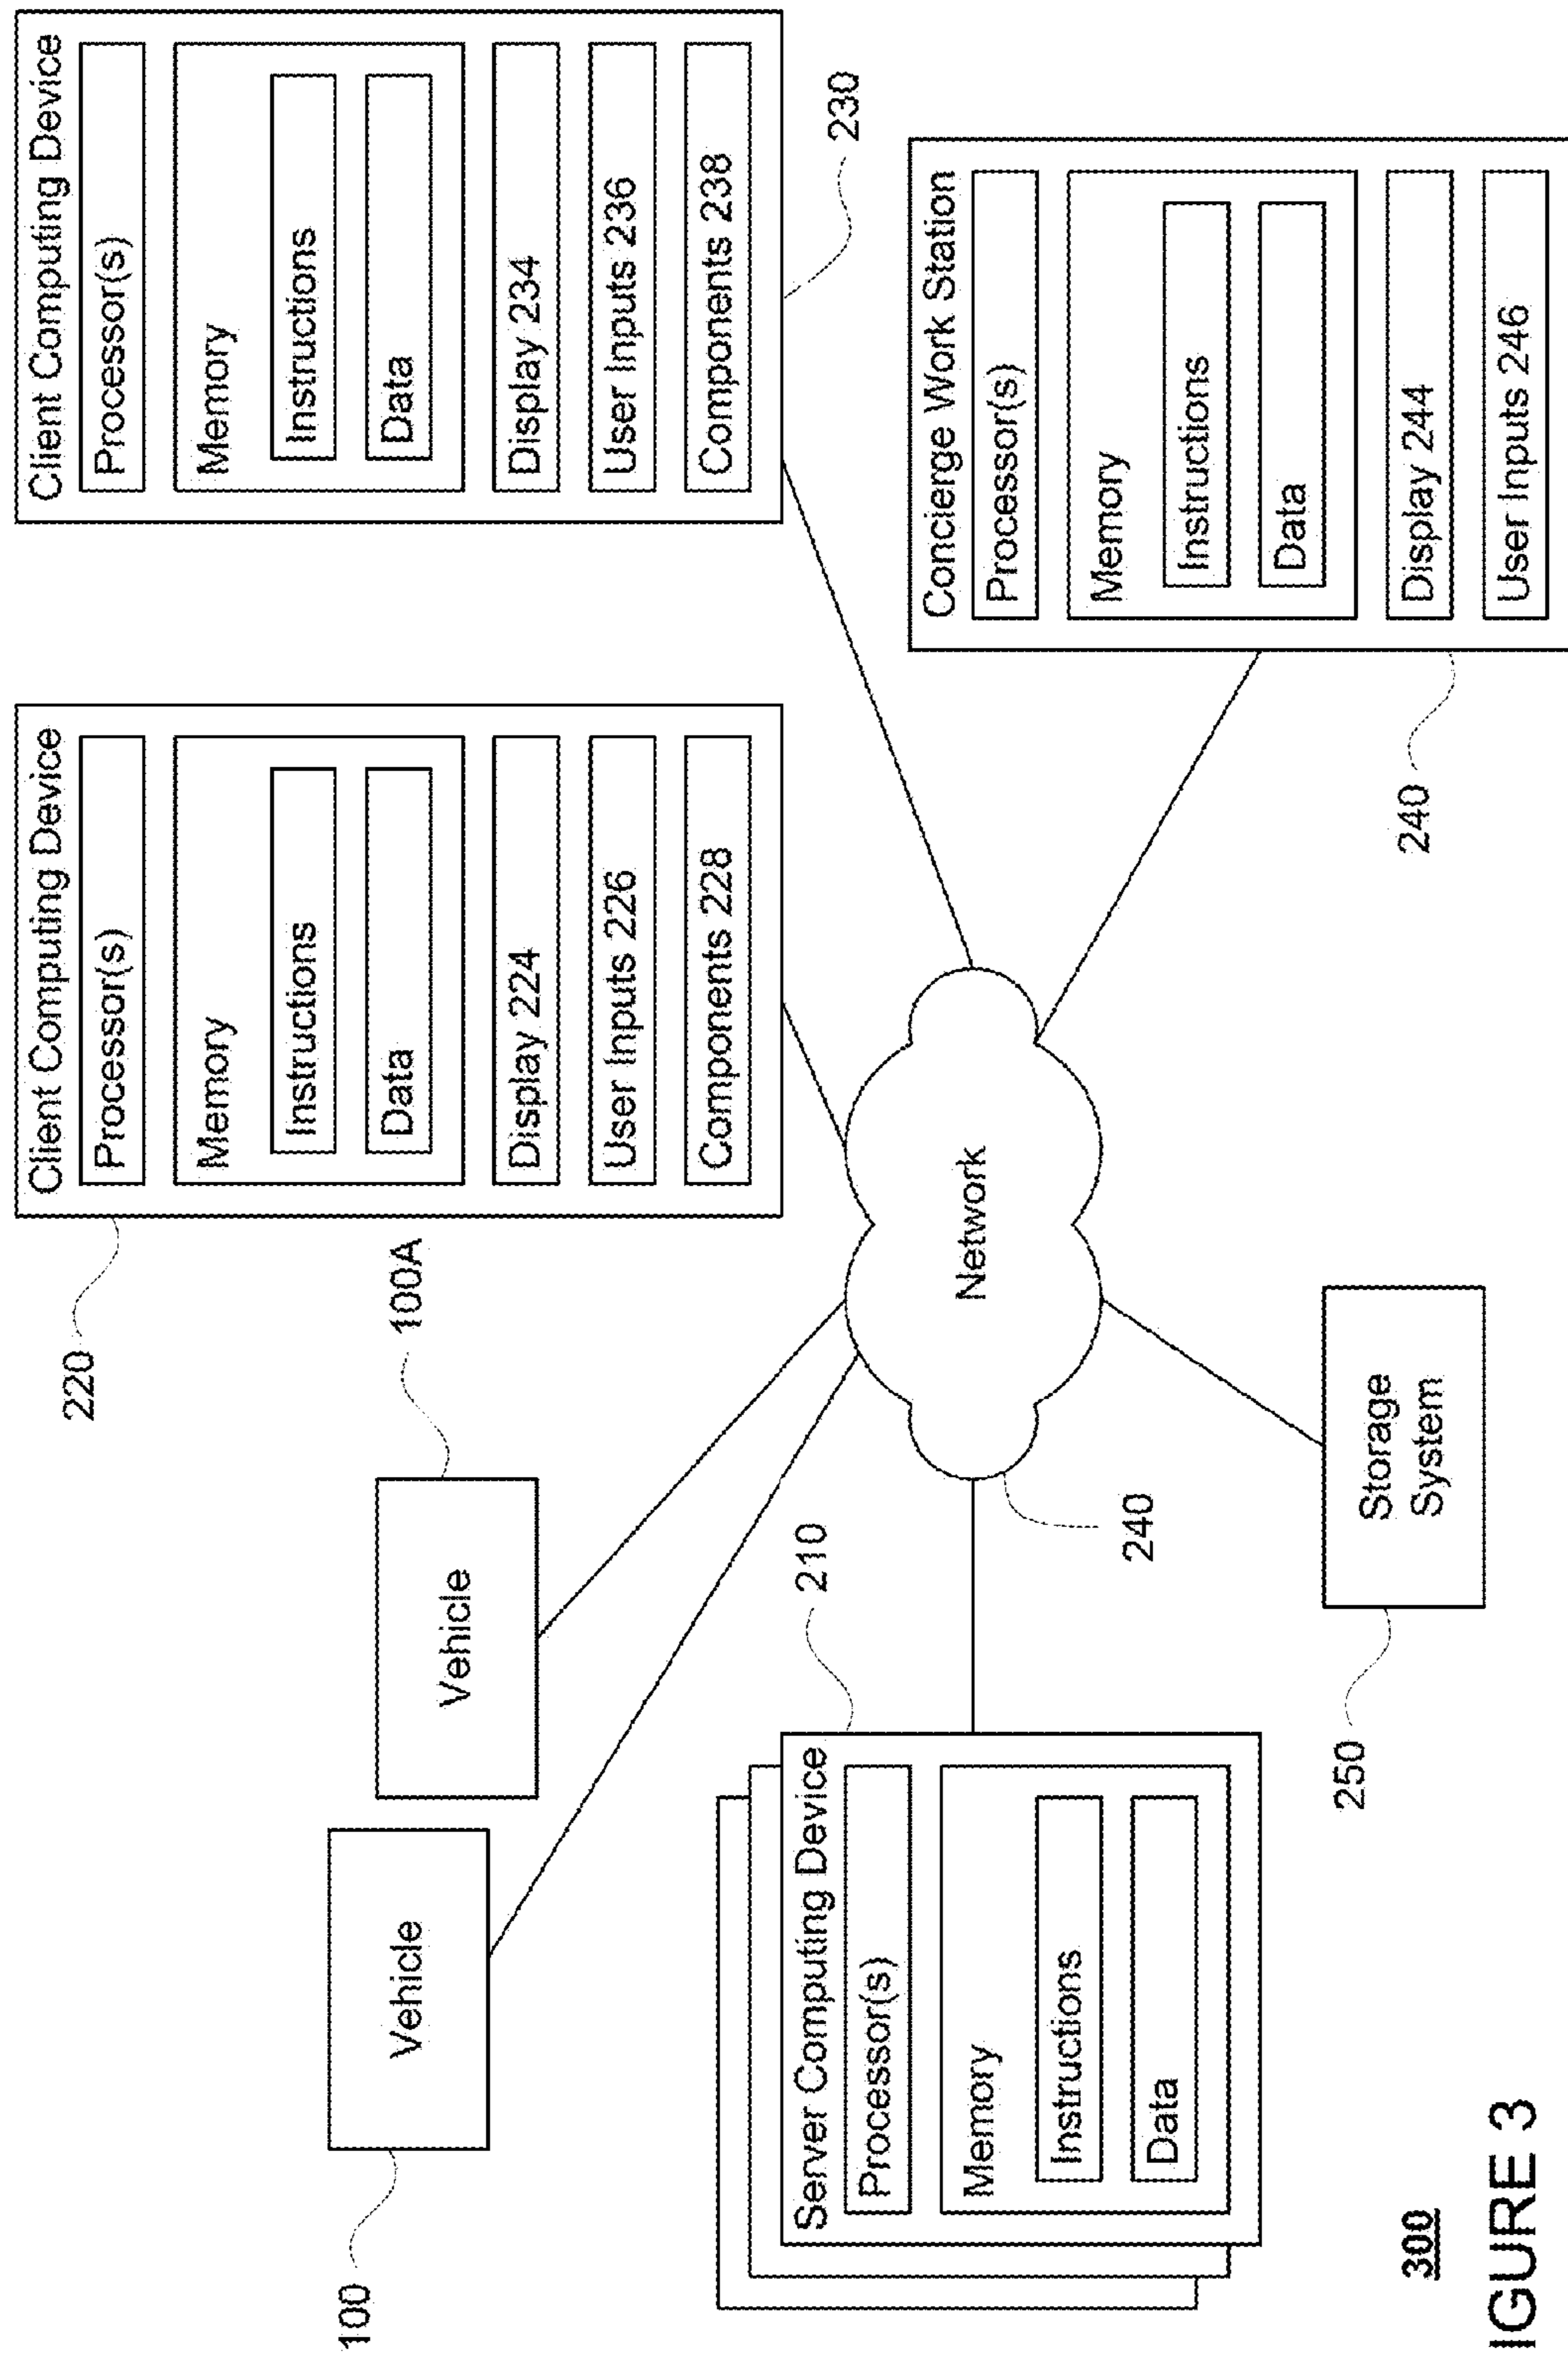 Client Computing Device
Processor(s)
Memory
Instructions
Data
Display 224
User Inputs 226
Components 228
220
Client Computing Device
Processor(s)
Memory
Instructions
Data
Display 234
User Inputs 236
Components 238
230
100
Vehicle
Vehicle
100A
Server Computing Device
Processor(s)
Memory
Instructions
Data
210
Network
240
Concierge Work Station
Processor(s)
Memory
Instructions
Data
Display 244
User Inputs 246
240
Storage
System
250
300
IGURE 3